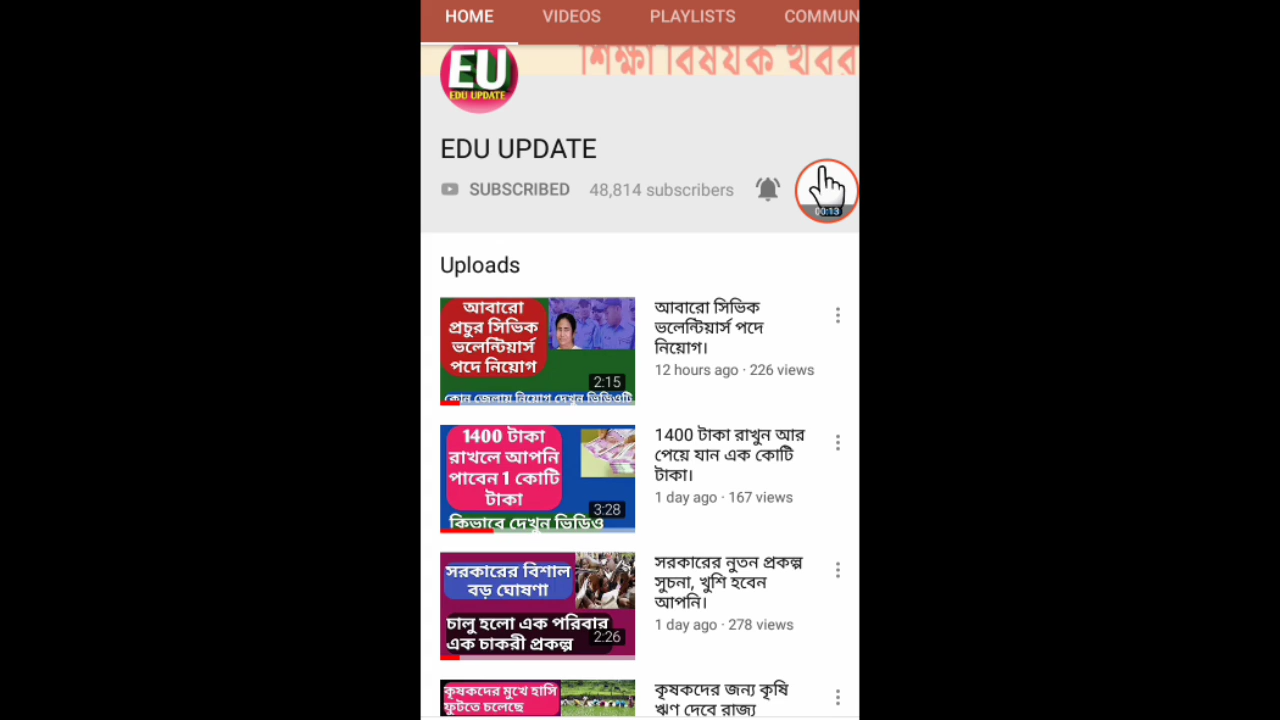 HOME VIDEOS PLAYLISTS COMMUN
শিক্ষা বিষয়ক খবর
EU
EDU UPDATE
EDU UPDATE
SUBSCRIBED 48,814 subscribers
00:13
Uploads
আবারো
প্রচুর সিভিক
ভলেন্টিয়ার্স
পদে নিয়োগ
2:15
কোন জেলায় নিয়োগ দেখুন ভিডিওটি
আবারো সিভিক
ভলেন্টিয়ার্স পদে
নিয়োগ।
12 hours ago · 226 views
1400 টাকা
রাখলে আপনি
পাবেন 1 কোটি
টাকা
3:28
কিভাবে দেখুন ভিডিও
1400 টাকা রাখুন আর
পেয়ে যান এক কোটি
টাকা।
1 day ago · 167 views
সরকারের বিশাল
বড় ঘোষণা
চালু হলো এক পরিবার
এক চাকরী প্রকল্প
2:26
সরকারের নুতন প্রকল্প
সুচনা, খুশি হবেন
আপনি।
1 day ago · 278 views
কৃষকদের মুখে হাসি
ফুটতে চলেছে
কৃষকদের জন্য কৃষি
ঋণ দেবে রাজ্য